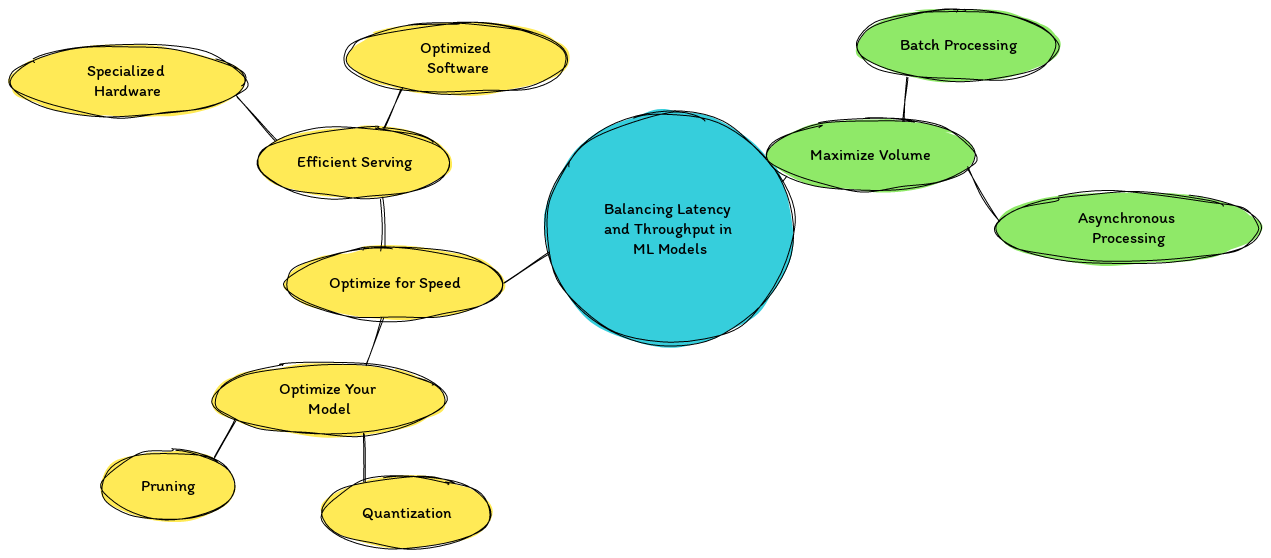 Optimized
Software
Specialized
Hardware
Efficient Serving
Optimize for Speed
Optimize Your
Model
Pruning
Quantization
Balancing Latency
and Throughput in
ML Models
Batch Processing
Maximize Volume
Asynchronous
Processing